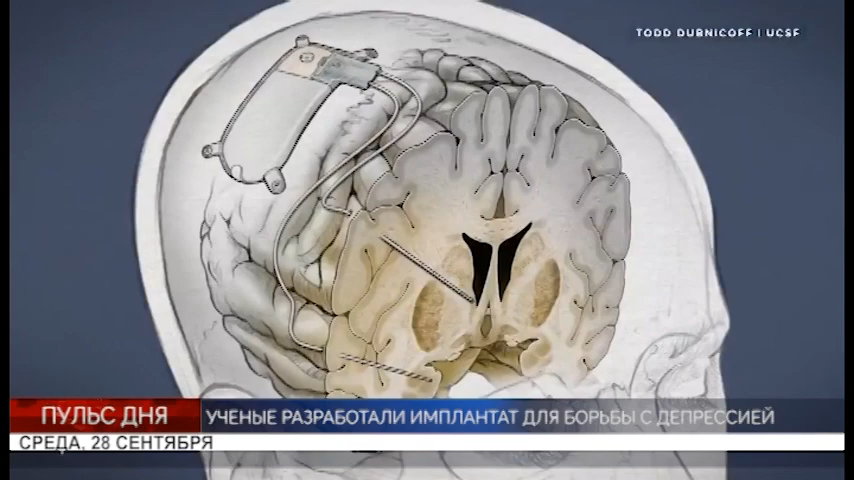 TODD DUBNICOFF | UCSF
ПУЛЬС ДНЯ
УЧЕНЫЕ РАЗРАБОТАЛИ ИМПЛАНТАТ ДЛЯ БОРЬБЫ С ДЕПРЕССИЕЙ
СРЕДА, 28 СЕНТЯБРЯ